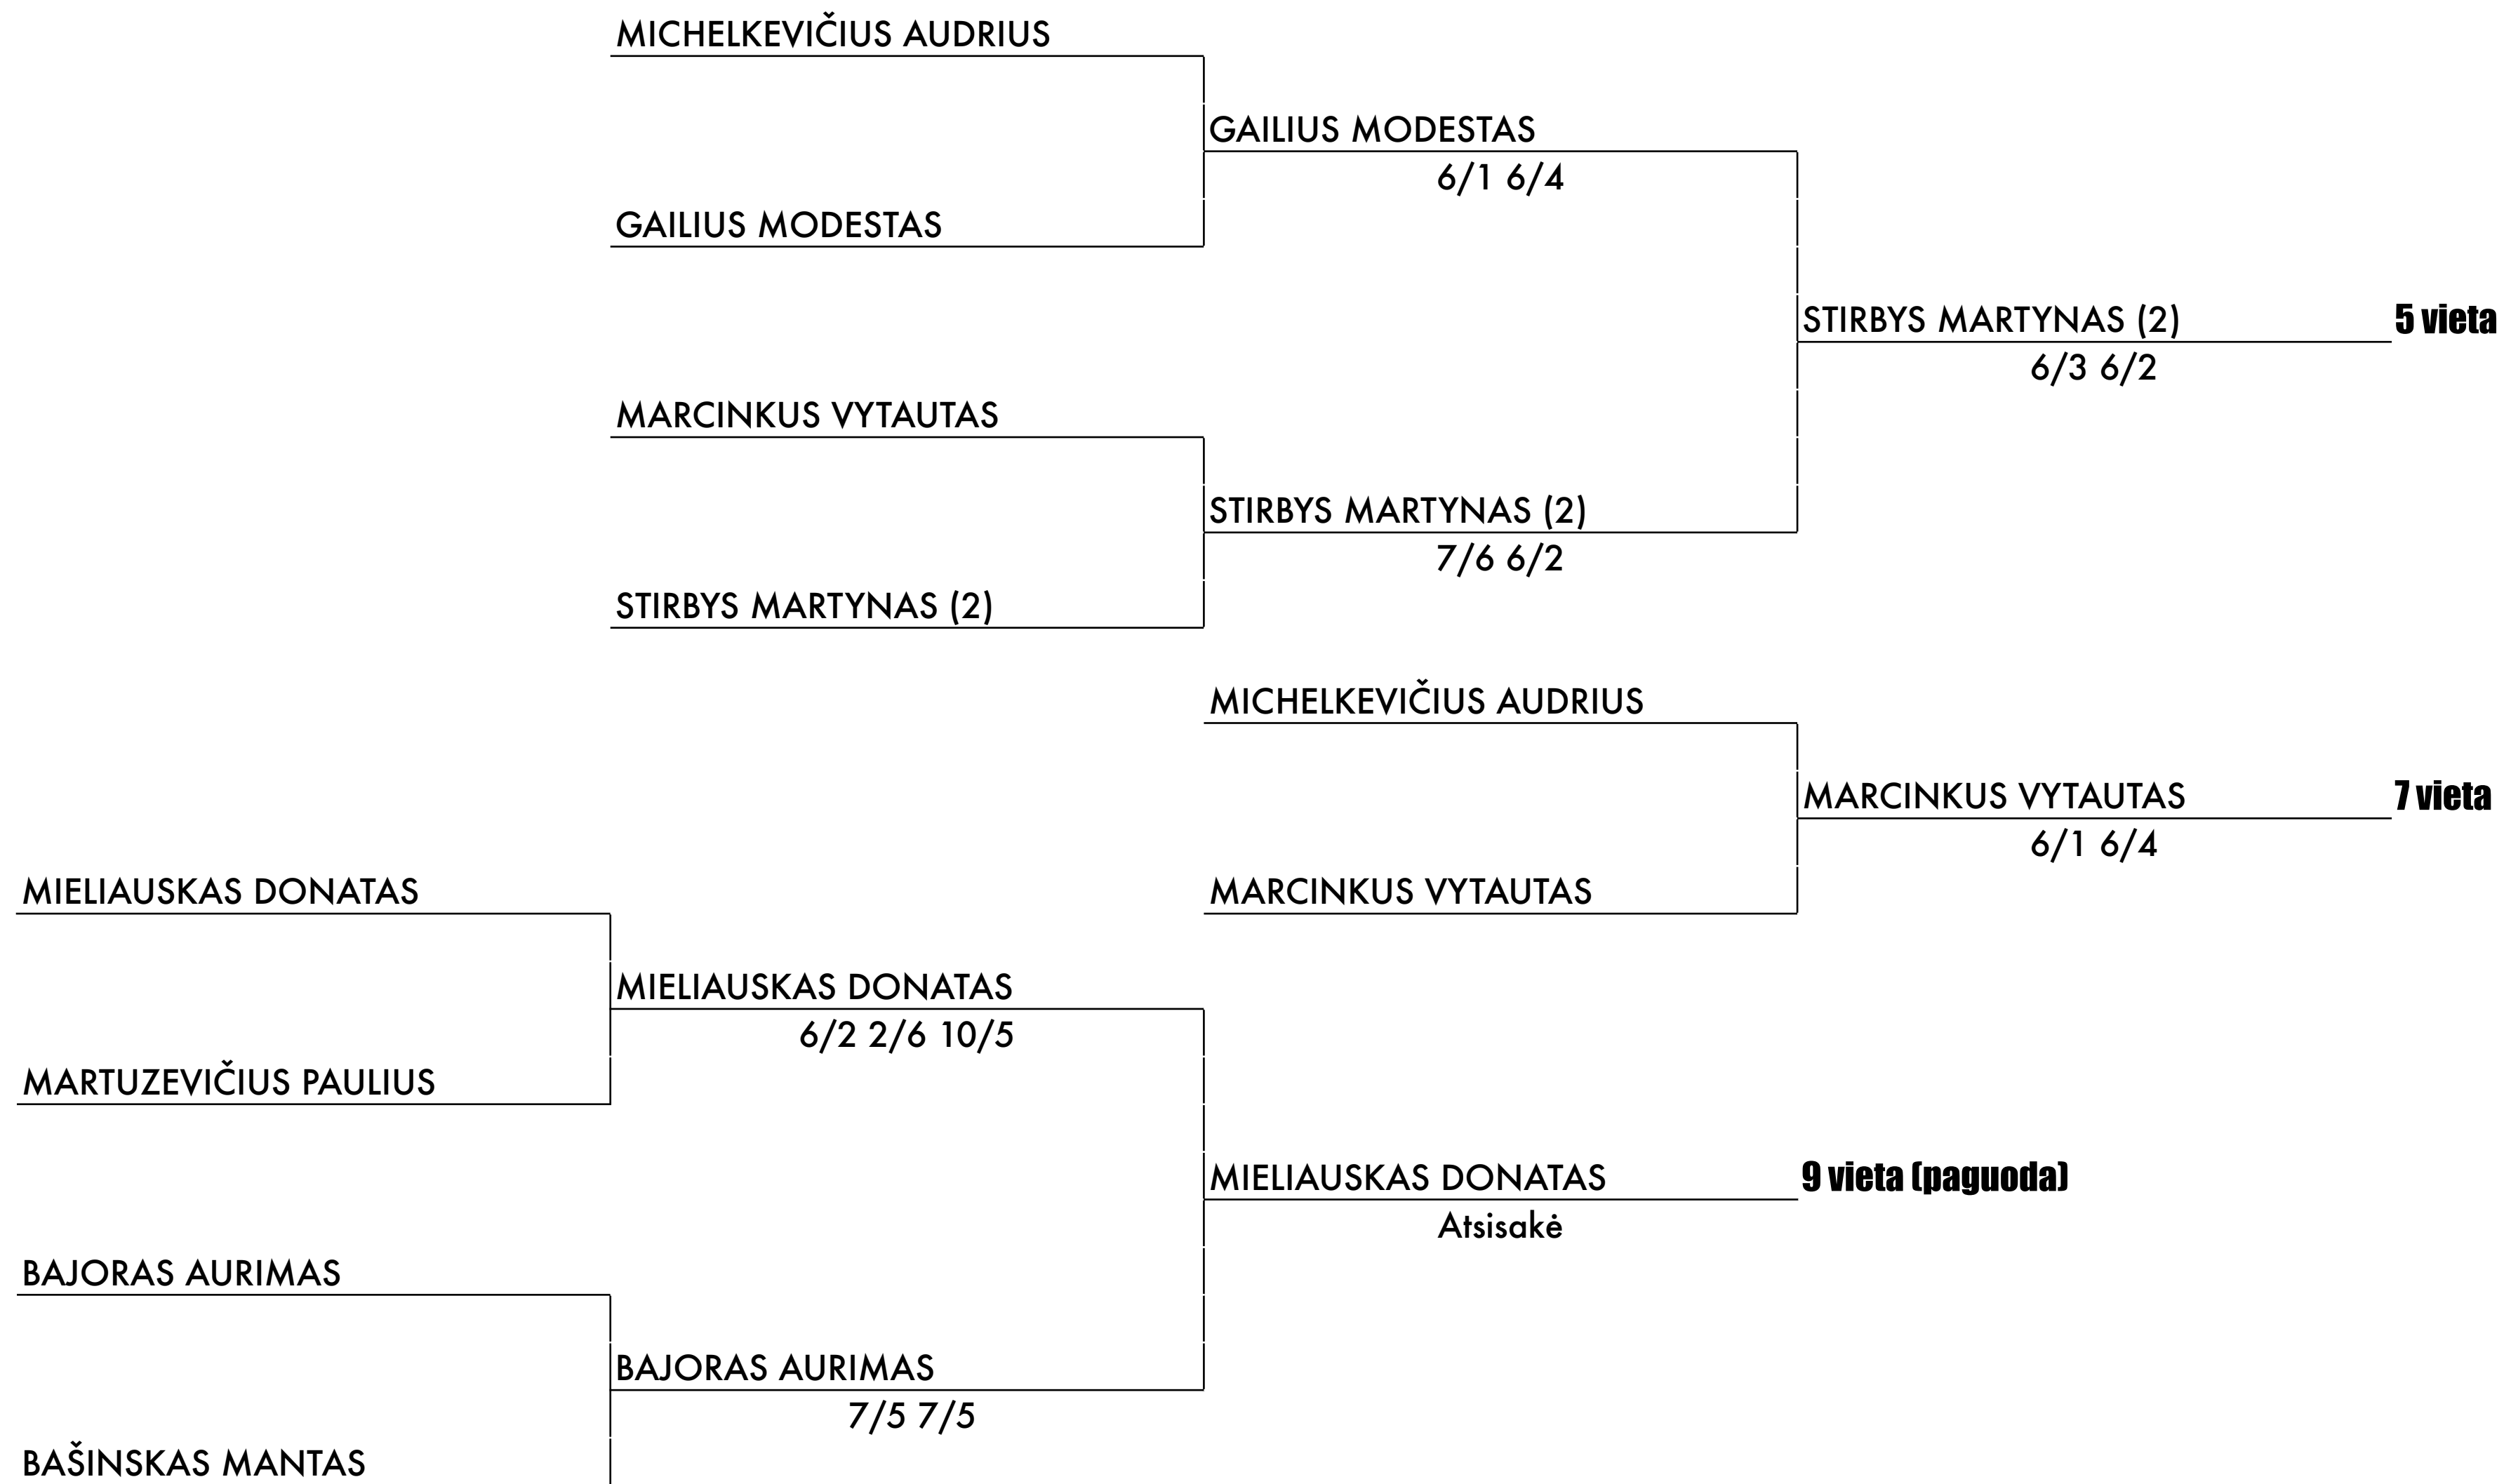 MICHELKEVIČIUS AUDRIUS
GAILIUS MODESTAS
6/1 6/4
GAILIUS MODESTAS
STIRBYS MARTYNAS (2) 5 vieta
6/3 6/2
MARCINKUS VYTAUTAS
STIRBYS MARTYNAS (2)
7/6 6/2
STIRBYS MARTYNAS (2)
MICHELKEVIČIUS AUDRIUS
MARCINKUS VYTAUTAS 7 vieta
6/1 6/4
MIELIAUSKAS DONATAS MARCINKUS VYTAUTAS
MIELIAUSKAS DONATAS
6/2 2/6 10/5
MARTUZEVIČIUS PAULIUS
MIELIAUSKAS DONATAS 9 vieta (paguoda)
Atsisakė
BAJORAS AURIMAS
BAJORAS AURIMAS
7/5 7/5
BAŠINSKAS MANTAS